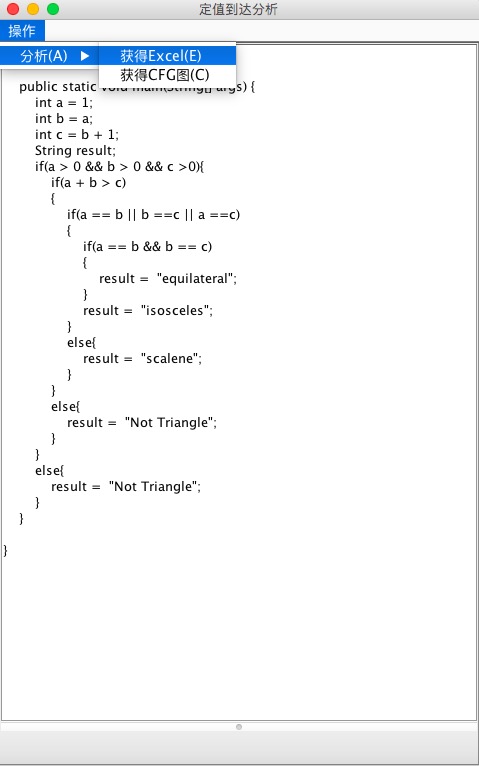 定值到达分析
操作
分析(A) ▶ 获得Excel(E)
获得CFG图(C)
public static void main(String[] args) {
int a = 1;
int b = a;
int c = b + 1;
String result;
if(a > 0 && b > 0 && c >0){
if(a + b > c)
{
if(a == b || b ==c || a ==c)
{
if(a == b && b == c)
{
result =  "equilateral";
}
result =  "isosceles";
}
else{
result =  "scalene";
}
}
else{
result =  "Not Triangle";
}
}
else{
result =  "Not Triangle";
}
}
}